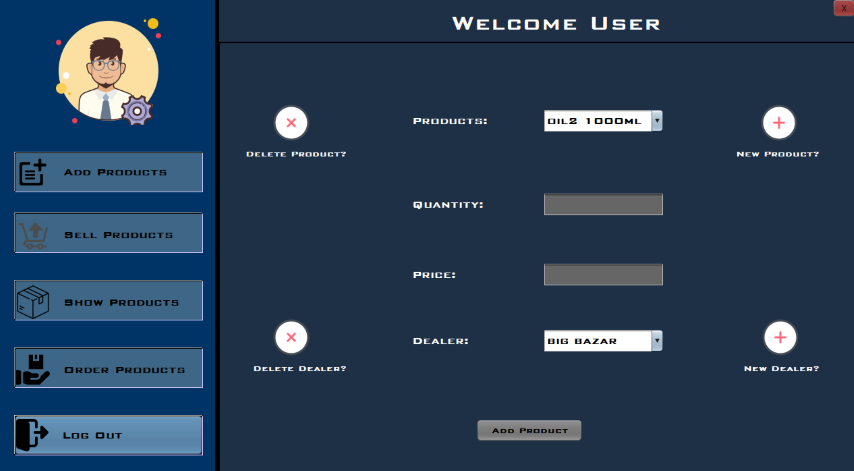 Welcome User
x
Add Products
Sell Products
Show Products
Order Products
Log Out
Products:
OIL2 1000ML
Delete Product?
New Product?
Quantity:
Price:
Dealer:
BIG BAZAR
Delete Dealer?
New Dealer?
Add Product